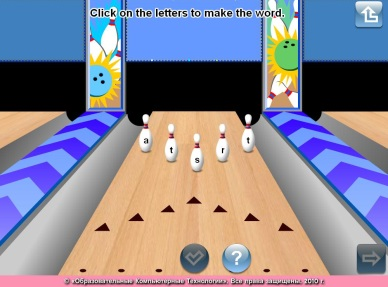 Click on the letters to make the word.
a t s r t
?
© «Образовательные Компьютерные Технологии». Все права защищены. 2010 г.